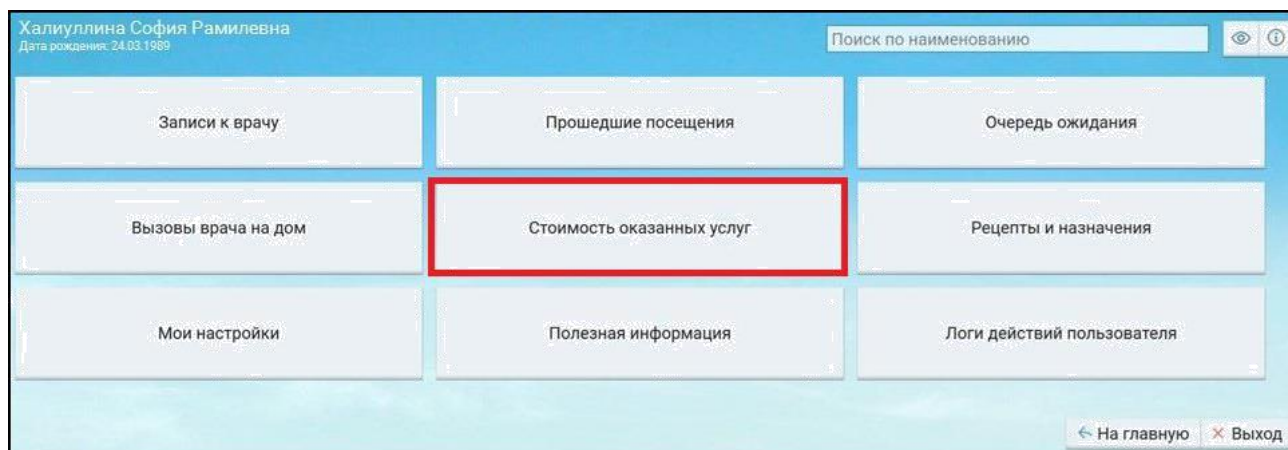 Халиуллина София Рамилевна
Дата рождения: 24.03.1989
Поиск по наименованию
Записи к врачу
Прошедшие посещения
Очередь ожидания
Вызовы врача на дом
Стоимость оказанных услуг
Рецепты и назначения
Мои настройки
Полезная информация
Логи действий пользователя
На главную
Выход